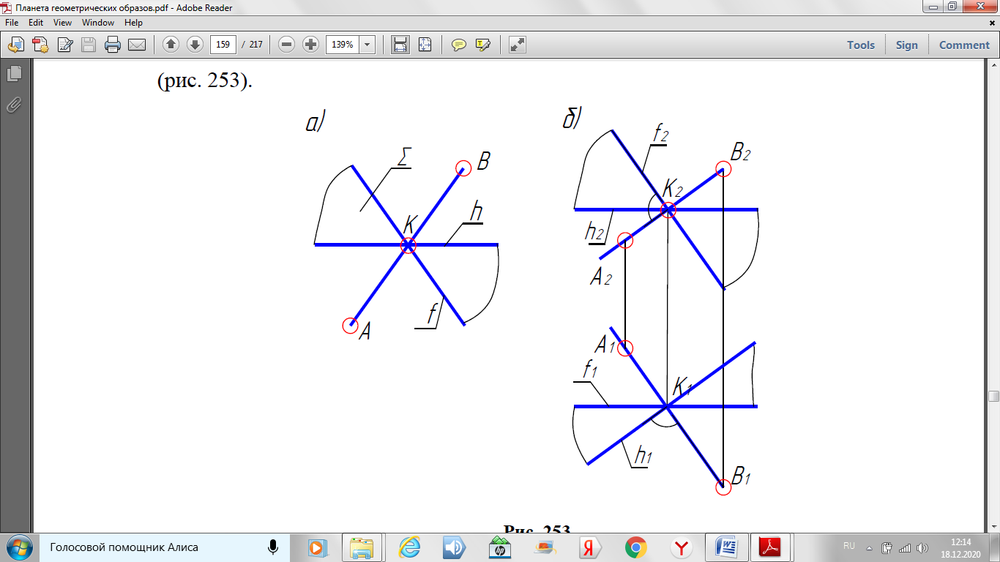 Планета геометрических образов.pdf - Adobe Reader
File Edit View Window Help
159 / 217 139% Tools Sign Comment
(рис. 253).
а) б)
Σ B h K f A
f2 B2 K2 h2 A2
A1 f1 K1 h1 B1
Рис. 253
Голосовой помощник Алиса
RU 12:14
18.12.2020